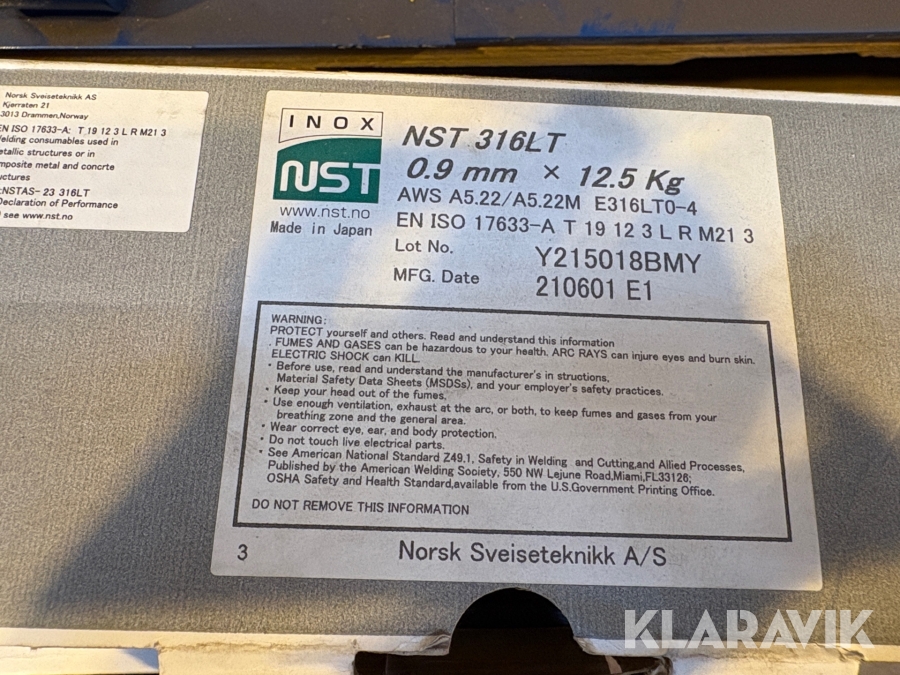 Norsk Sveiseteknikk AS
Kjerraten 21
3013 Drammen, Norway
EN ISO 17633-A: T 19 12 3 L R M21 3
elding consumables used in
etallic structures or in
mposite metal and concrte
uctures
:NSTAS-23 316LT
Declaration of Performance
see www.nst.no
INOX
NST
www.nst.no
Made in Japan
NST 316LT
0.9 mm × 12.5 Kg
AWS A5.22/A5.22M E316LT0-4
EN ISO 17633-A T 19 12 3 L R M21 3
Lot No. Y215018BMY
MFG. Date 210601 E1
WARNING:
PROTECT yourself and others. Read and understand this information
. FUMES AND GASES can be hazardous to your health. ARC RAYS can injure eyes and burn skin.
ELECTRIC SHOCK can KILL.
· Before use, read and understand the manufacturer's in structions,
Material Safety Data Sheets (MSDSs), and your employer's safety practices.
· Keep your head out of the fumes.
· Use enough ventilation, exhaust at the arc, or both, to keep fumes and gases from your
breathing zone and the general area.
· Wear correct eye, ear, and body protection.
· Do not touch live electrical parts.
· See American National Standard Z49.1, Safety in Welding and Cutting,and Allied Processes,
Published by the American Welding Society, 550 NW Lejune Road,Miami,FL33126;
OSHA Safety and Health Standard,available from the U.S.Government Printing Office.
DO NOT REMOVE THIS INFORMATION
3 Norsk Sveiseteknikk A/S
KLARAVIK